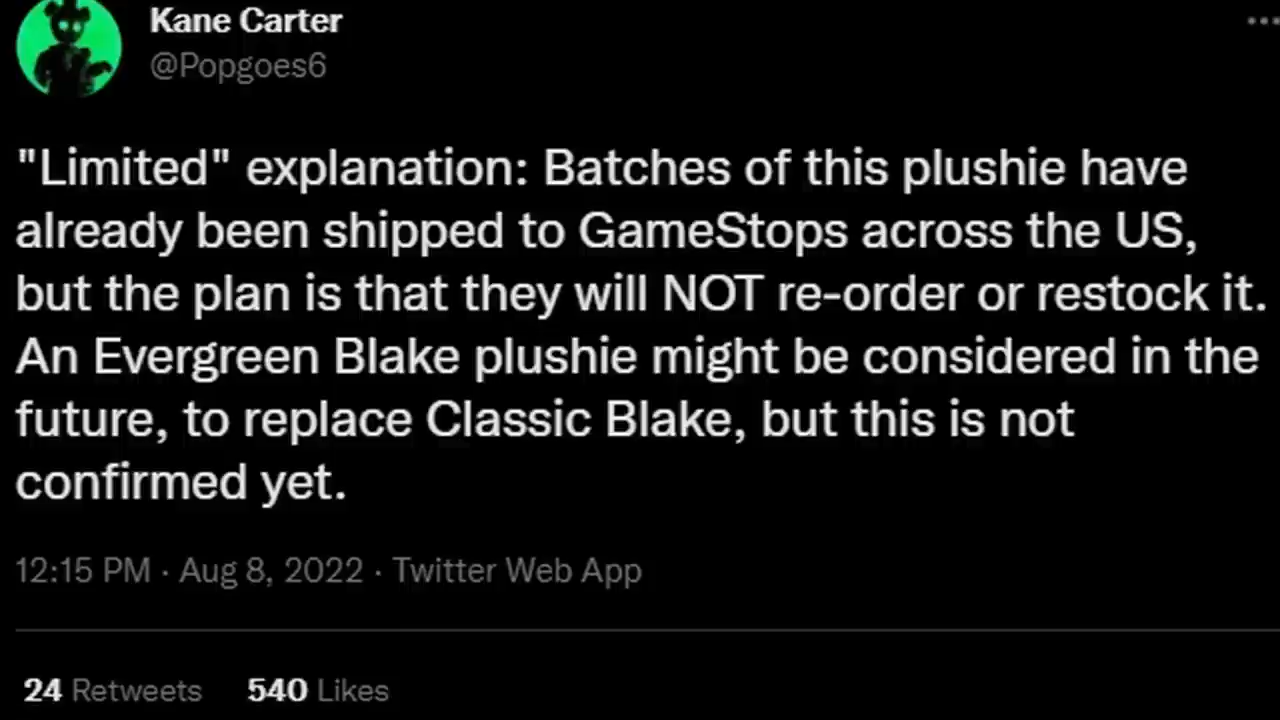 Kane Carter
@Popgoes6
"Limited" explanation: Batches of this plushie have
already been shipped to GameStops across the US,
but the plan is that they will NOT re-order or restock it.
An Evergreen Blake plushie might be considered in the
future, to replace Classic Blake, but this is not
confirmed yet.
12:15 PM · Aug 8, 2022 · Twitter Web App
24 Retweets 540 Likes